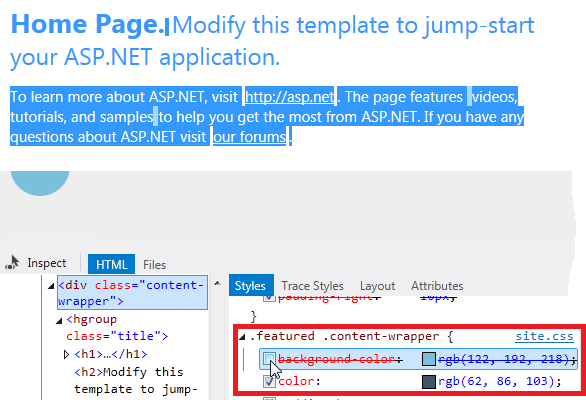 Home Page. Modify this template to jump-start
your ASP.NET application.
To learn more about ASP.NET, visit http://asp.net. The page features videos,
tutorials, and samples to help you get the most from ASP.NET. If you have any
questions about ASP.NET visit our forums.
Inspect HTML Files
Styles Trace Styles Layout Attributes
<div class="content-
wrapper">
<hgroup
class="title">
<h1>…</h1>
<h2>Modify this
template to jump-
padding-right: 10px;
}
.featured .content-wrapper { site.css
background-color: rgb(122, 192, 218);
color: rgb(62, 86, 103);